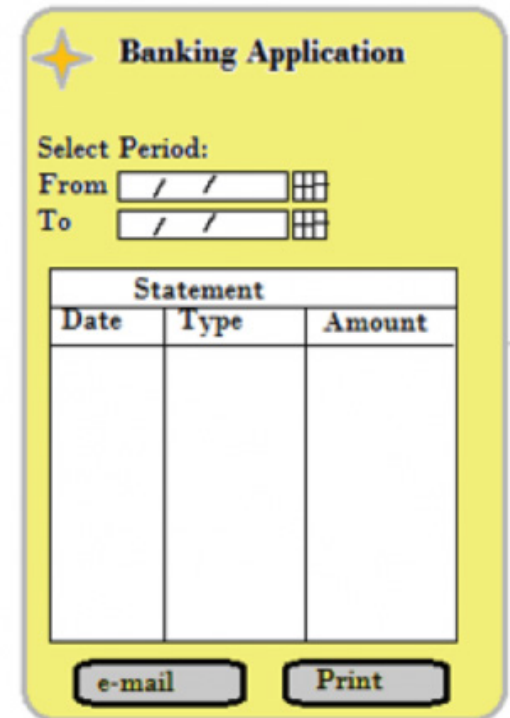 Banking Application
Select Period:
From / /
To / /
Statement
Date Type Amount
e-mail Print